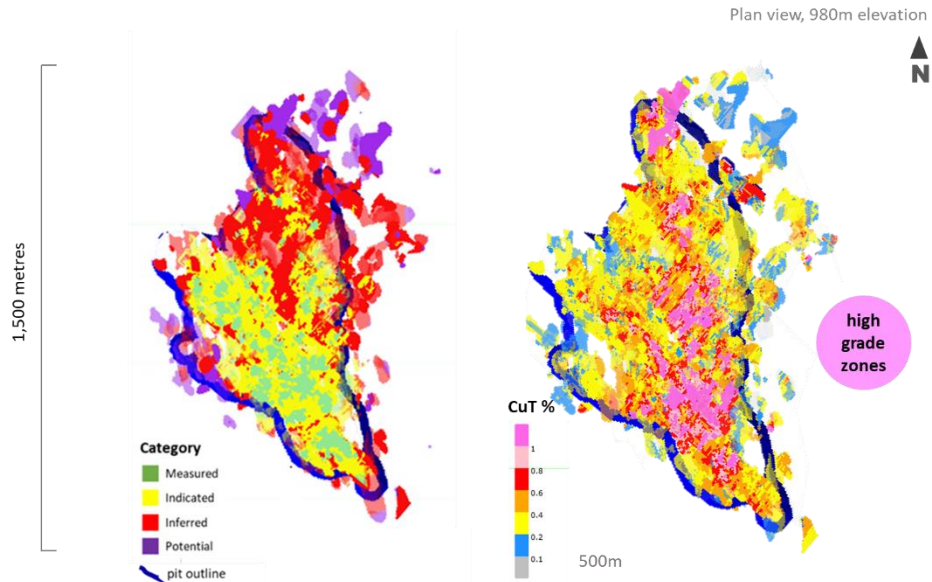 Plan view, 980m elevation
N
1,500 metres
high
grade
zones
Category
Measured
Indicated
Inferred
Potential
pit outline
CuT %
1
0.8
0.6
0.4
0.2
0.1
500m